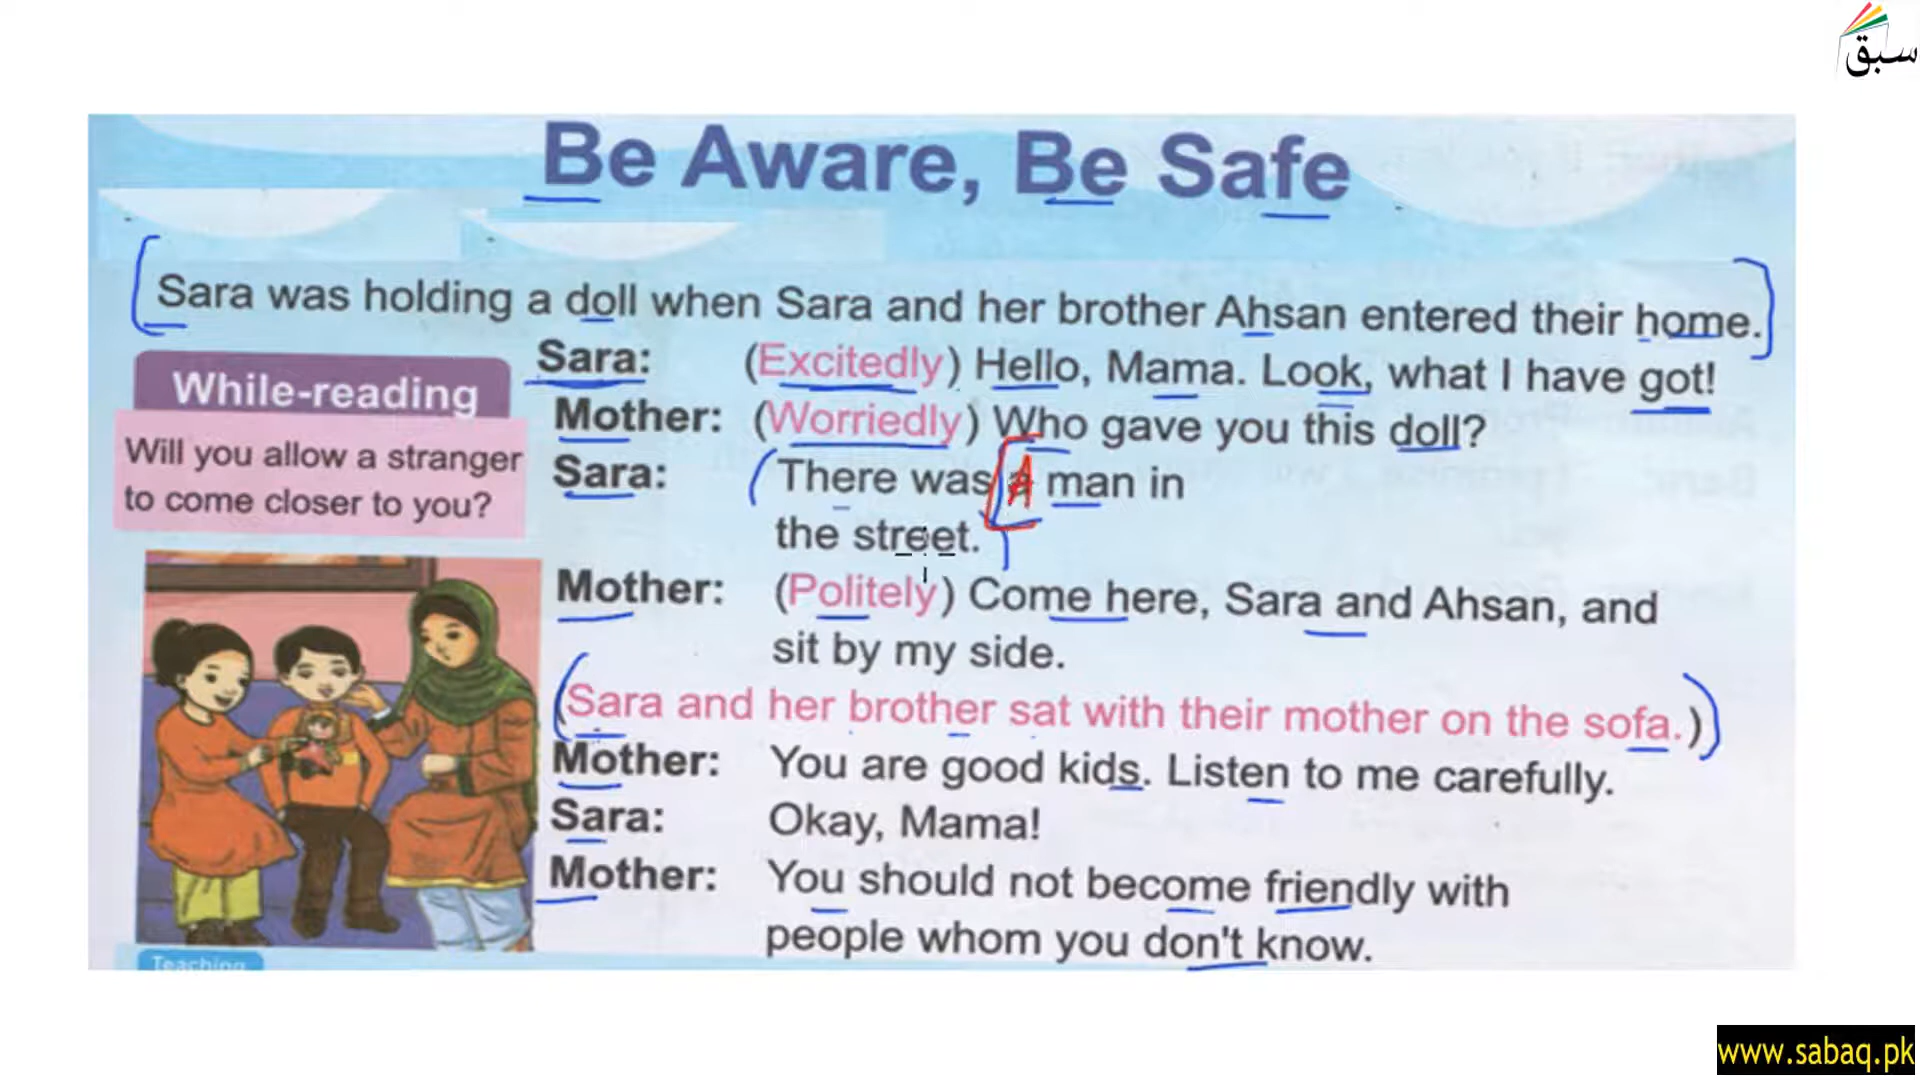 سبق
Be Aware, Be Safe
Sara was holding a doll when Sara and her brother Ahsan entered their home.
Sara: (Excitedly) Hello, Mama. Look, what I have got!
While-reading
Mother: (Worriedly) Who gave you this doll?
Will you allow a stranger
to come closer to you?
Sara: There was a man in
the street.
Mother: (Politely) Come here, Sara and Ahsan, and
sit by my side.
(Sara and her brother sat with their mother on the sofa.)
Mother: You are good kids. Listen to me carefully.
Sara: Okay, Mama!
Mother: You should not become friendly with
people whom you don't know.
Teaching
www.sabaq.pk